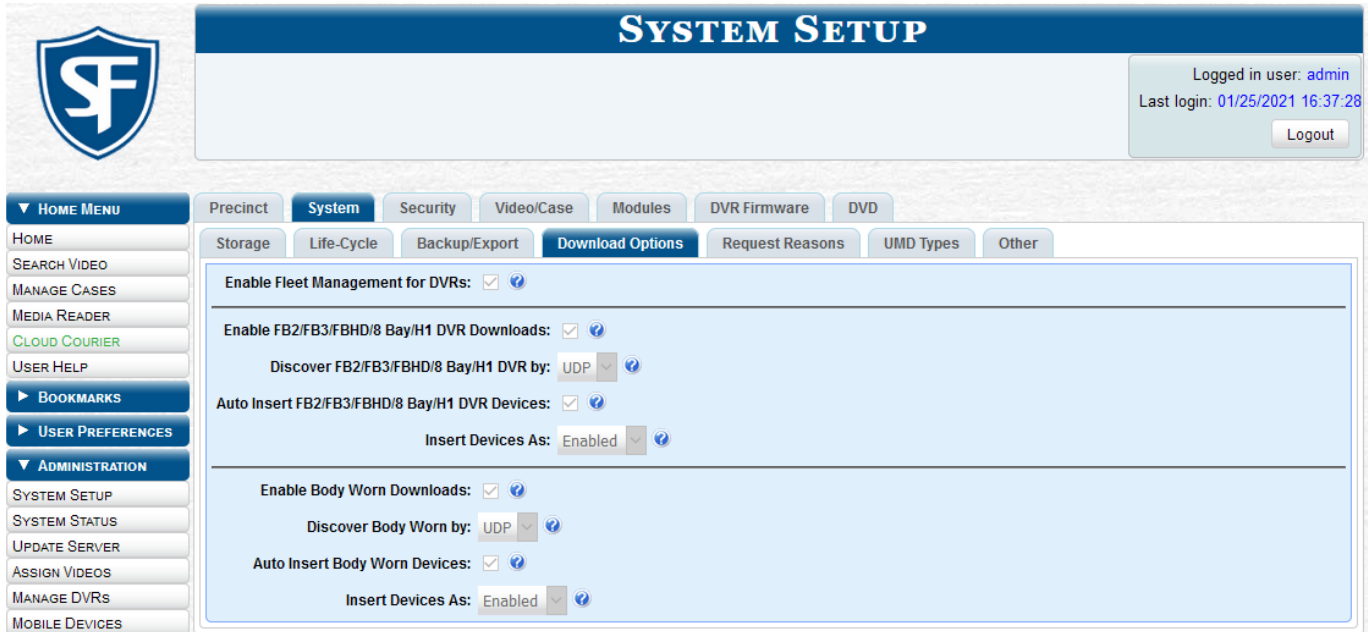 SYSTEM SETUP
SF
Logged in user: admin
Last login: 01/25/2021 16:37:28
Logout
▼ HOME MENU
HOME
SEARCH VIDEO
MANAGE CASES
MEDIA READER
CLOUD COURIER
USER HELP
► BOOKMARKS
► USER PREFERENCES
▼ ADMINISTRATION
SYSTEM SETUP
SYSTEM STATUS
UPDATE SERVER
ASSIGN VIDEOS
MANAGE DVRS
MOBILE DEVICES
Precinct System Security Video/Case Modules DVR Firmware DVD
Storage Life-Cycle Backup/Export Download Options Request Reasons UMD Types Other
Enable Fleet Management for DVRs: ?
Enable FB2/FB3/FBHD/8 Bay/H1 DVR Downloads: ?
Discover FB2/FB3/FBHD/8 Bay/H1 DVR by: UDP ?
Auto Insert FB2/FB3/FBHD/8 Bay/H1 DVR Devices: ?
Insert Devices As: Enabled ?
Enable Body Worn Downloads: ?
Discover Body Worn by: UDP ?
Auto Insert Body Worn Devices: ?
Insert Devices As: Enabled ?